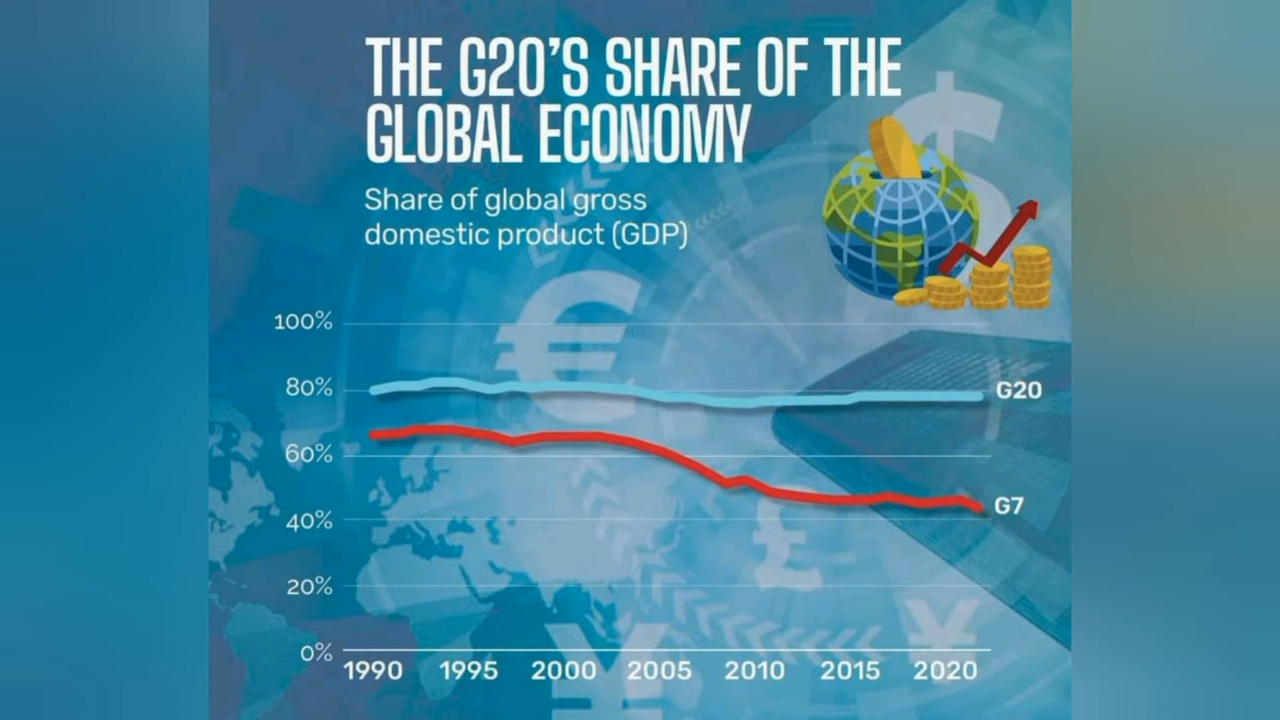 THE G20'S SHARE OF THE
GLOBAL ECONOMY
Share of global gross
domestic product (GDP)
100%
80%
G20
60%
G7
40%
20%
0%
1990 1995 2000 2005 2010 2015 2020